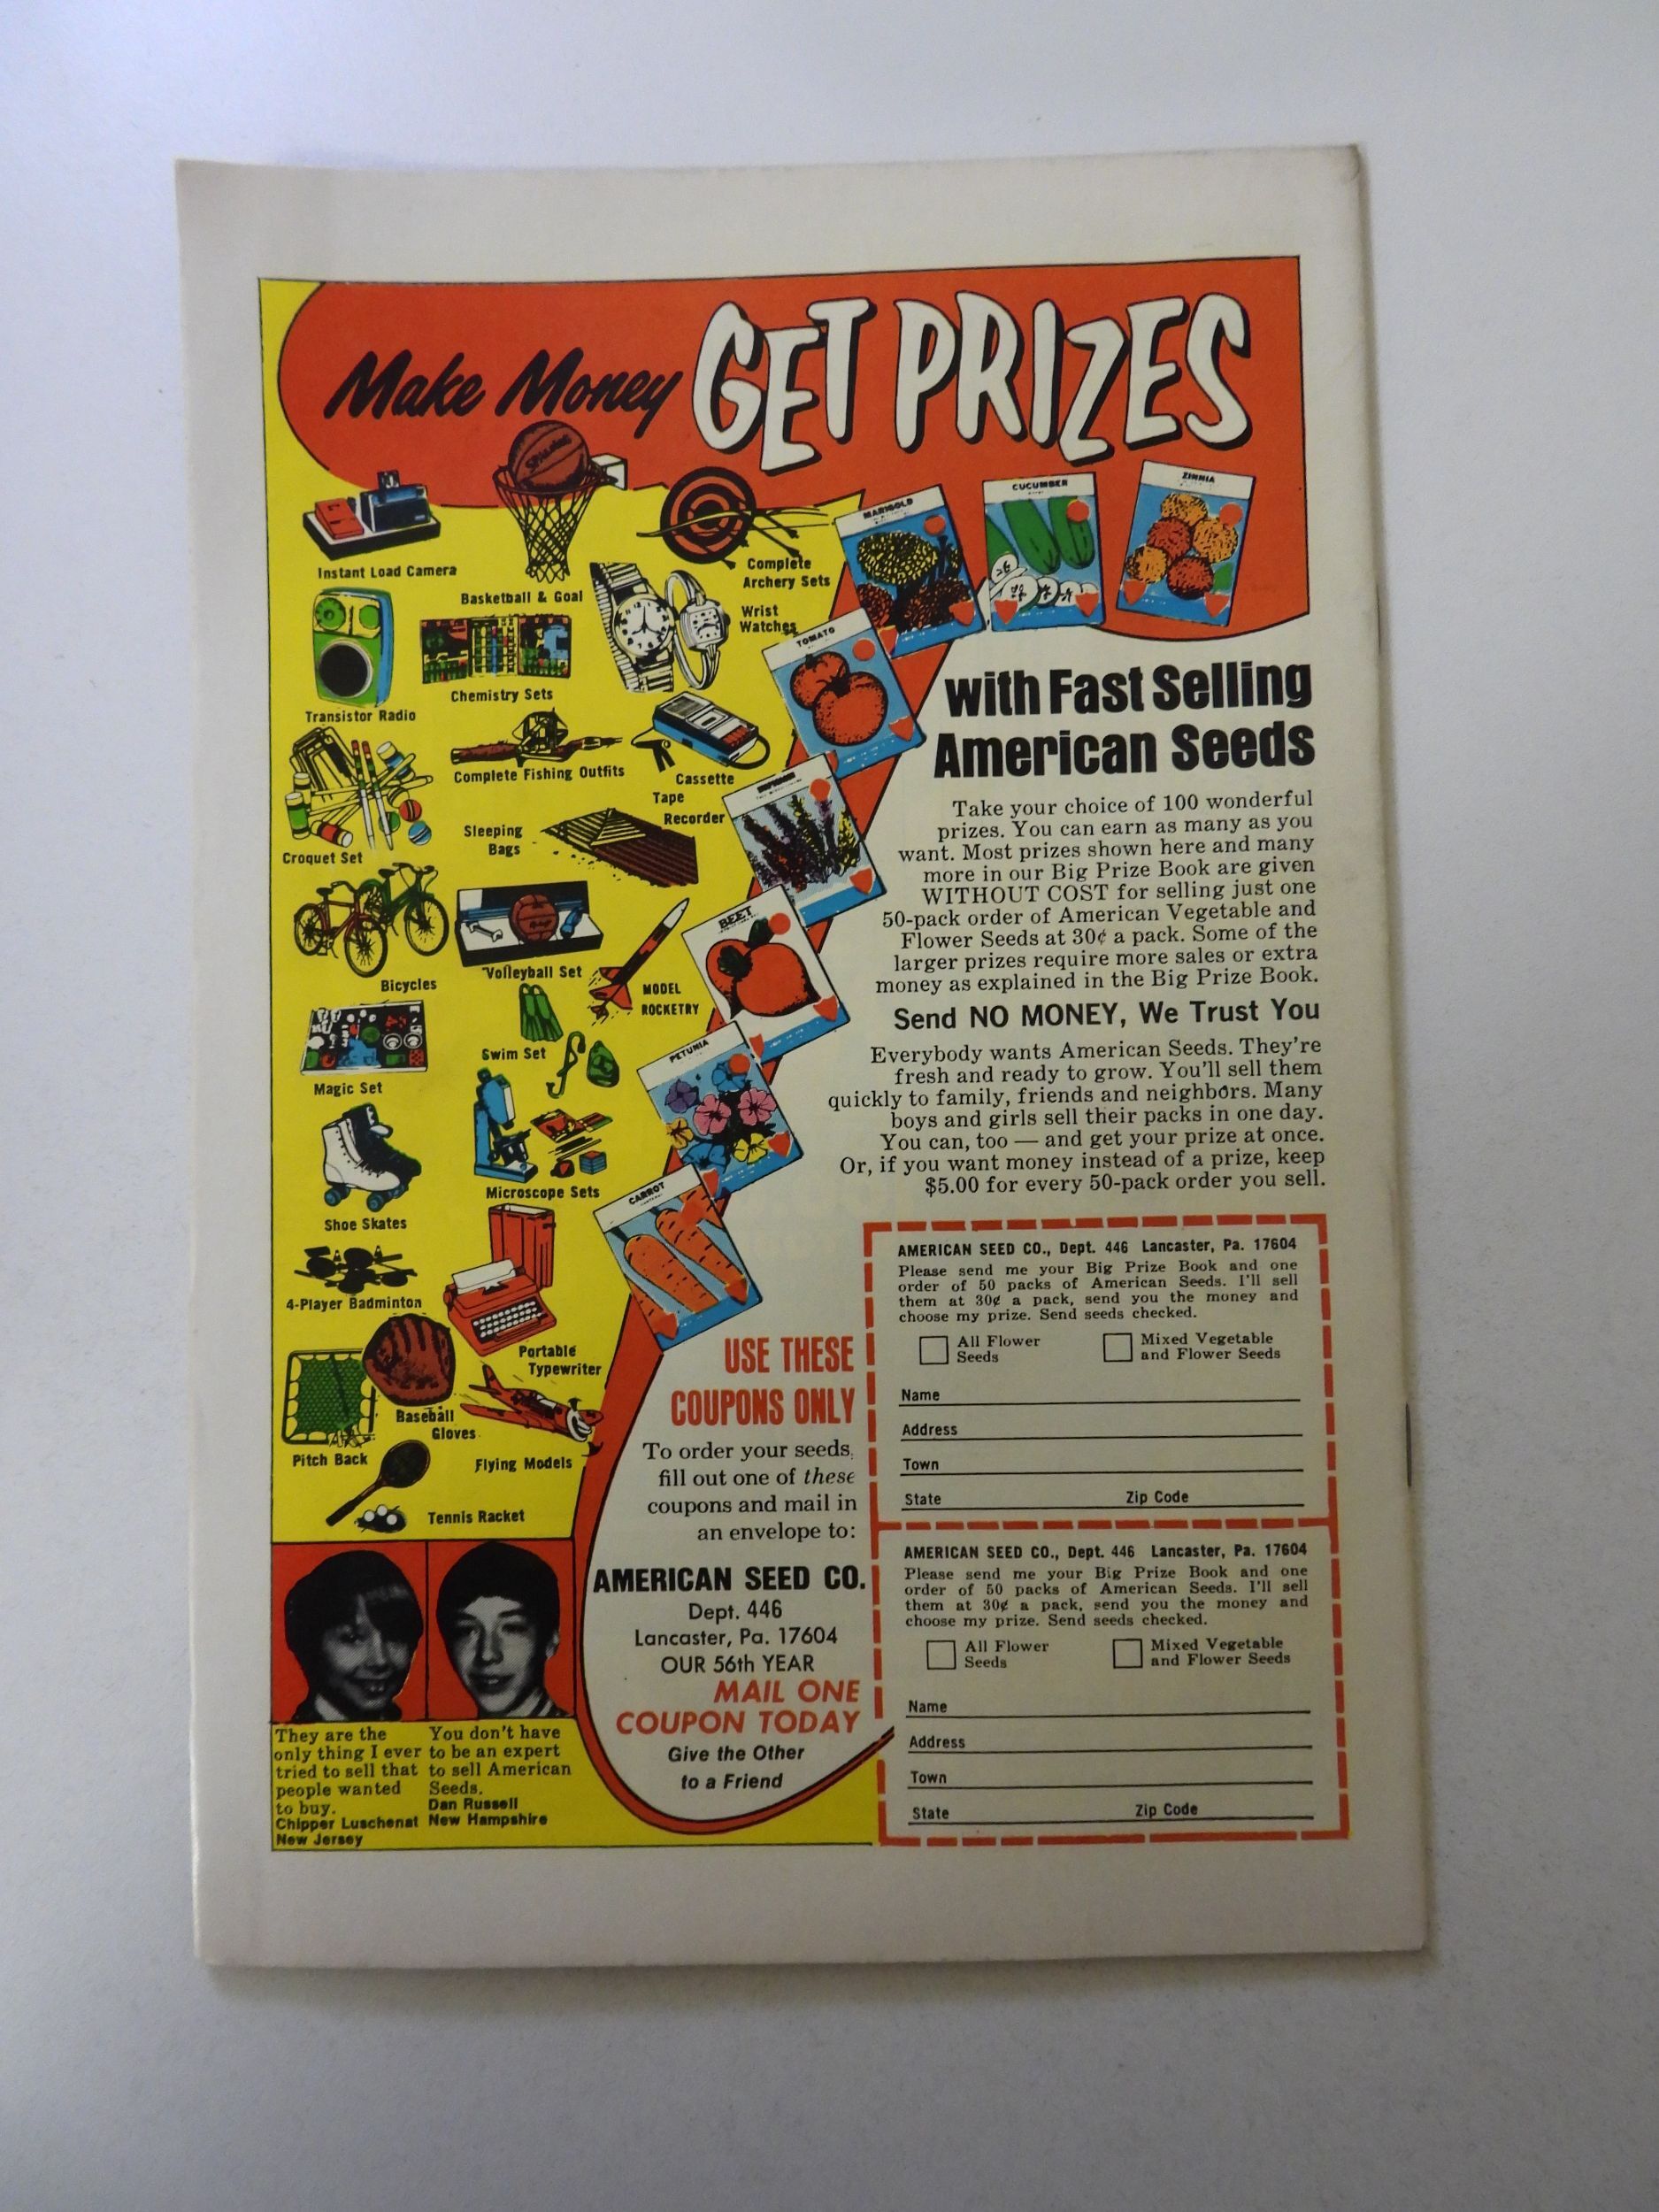 Make Money GET PRIZES
SPALDING
Instant Load Camera
Basketball & Goal
Complete
Archery Sets
Wrist
Watches
Transistor Radio
Chemistry Sets
Complete Fishing Outfits
Cassette
Tape
Recorder
Croquet Set
Sleeping
Bags
Bicycles
Volleyball Set
MODEL
ROCKETRY
Magic Set
Swim Set
Shoe Skates
Microscope Sets
4-Player Badminton
Portable
Typewriter
Pitch Back
Baseball
Gloves
Flying Models
Tennis Racket
MARIGOLD
CUCUMBER
ZINNIA
TOMATO
BEET
PETUNIA
CARROT
with Fast Selling
American Seeds
Take your choice of 100 wonderful
prizes. You can earn as many as you
want. Most prizes shown here and many
more in our Big Prize Book are given
WITHOUT COST for selling just one
50-pack order of American Vegetable and
Flower Seeds at 30¢ a pack. Some of the
larger prizes require more sales or extra
money as explained in the Big Prize Book.
Send NO MONEY, We Trust You
Everybody wants American Seeds. They're
fresh and ready to grow. You'll sell them
quickly to family, friends and neighbors. Many
boys and girls sell their packs in one day.
You can, too — and get your prize at once.
Or, if you want money instead of a prize, keep
$5.00 for every 50-pack order you sell.
USE THESE
COUPONS ONLY
To order your seeds,
fill out one of these
coupons and mail in
an envelope to:
AMERICAN SEED CO.
Dept. 446
Lancaster, Pa. 17604
OUR 56th YEAR
MAIL ONE
COUPON TODAY
Give the Other
to a Friend
AMERICAN SEED CO., Dept. 446 Lancaster, Pa. 17604
Please send me your Big Prize Book and one
order of 50 packs of American Seeds. I'll sell
them at 30¢ a pack, send you the money and
choose my prize. Send seeds checked.
All Flower
Seeds
Mixed Vegetable
and Flower Seeds
Name
Address
Town
State Zip Code
AMERICAN SEED CO., Dept. 446 Lancaster, Pa. 17604
Please send me your Big Prize Book and one
order of 50 packs of American Seeds. I'll sell
them at 30¢ a pack, send you the money and
choose my prize. Send seeds checked.
All Flower
Seeds
Mixed Vegetable
and Flower Seeds
Name
Address
Town
State Zip Code
They are the
only thing I ever
tried to sell that
people wanted
to buy.
Chipper Luschenat
New Jersey
You don't have
to be an expert
to sell American
Seeds.
Dan Russell
New Hampshire